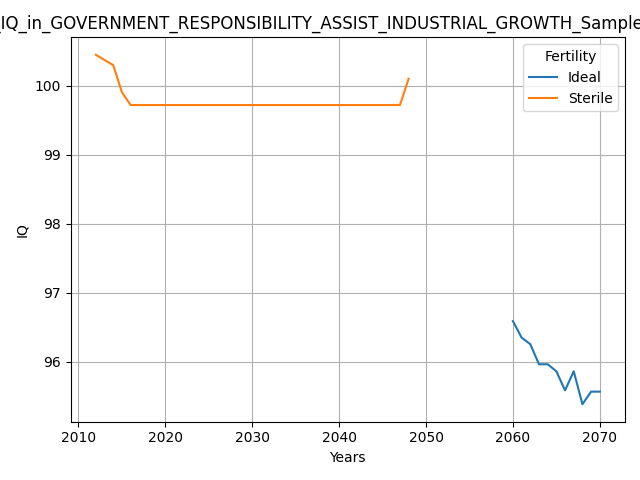 IQ_in_GOVERNMENT_RESPONSIBILITY_ASSIST_INDUSTRIAL_GROWTH_Sample
Fertility
Ideal
Sterile
100
99
98
97
96
IQ
2010 2020 2030 2040 2050 2060 2070
Years